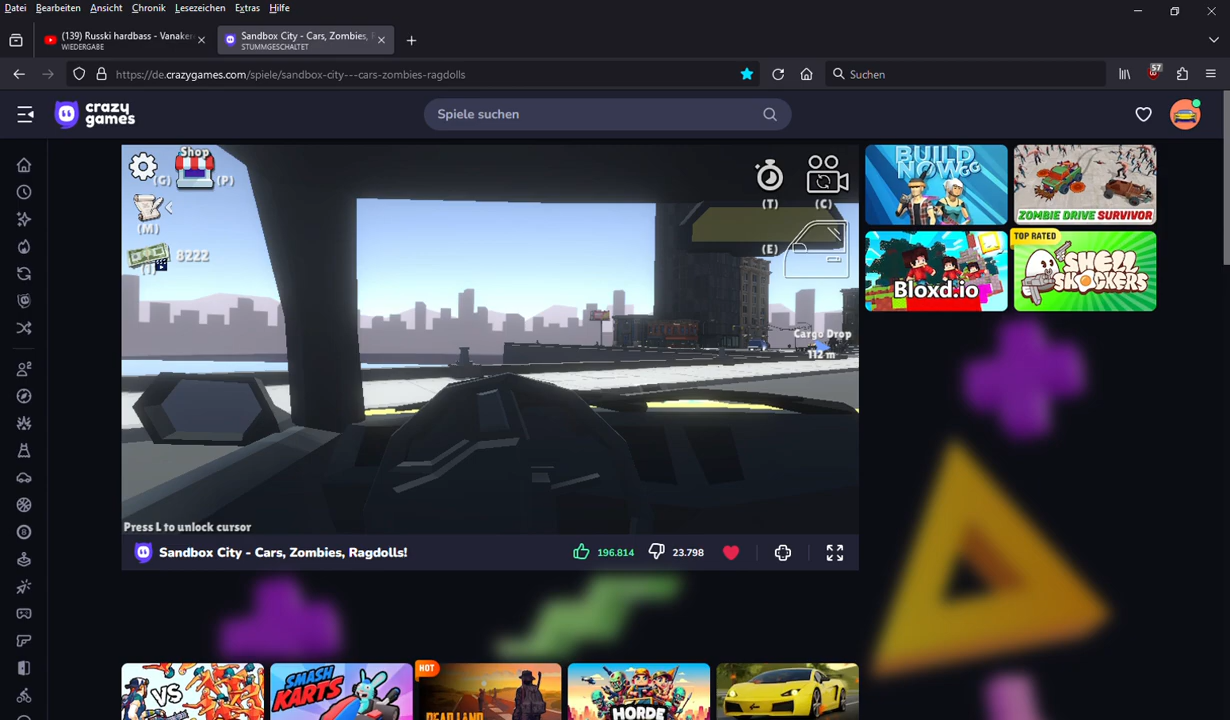 Datei Bearbeiten Ansicht Chronik Lesezeichen Extras Hilfe
(139) Russki hardbass - Vanaken
WIEDERGABE
Sandbox City - Cars, Zombies, R
STUMMGESCHALTET
https://de.crazygames.com/spiele/sandbox-city---cars-zombies-ragdolls
Suchen
57
crazy
games
Spiele suchen
Shop
(G)
(P)
(M)
8222
(T)
(C)
(E)
Cargo Drop
112 m
Press L to unlock cursor
BUILD
NOW GG
ZOMBIE DRIVE SURVIVOR
Bloxd.io
TOP RATED
SHELL
SHOCKERS
Sandbox City - Cars, Zombies, Ragdolls!
196.814
23.798
VS
SMASH
KARTS
HOT
DEAD LAND
HORDE